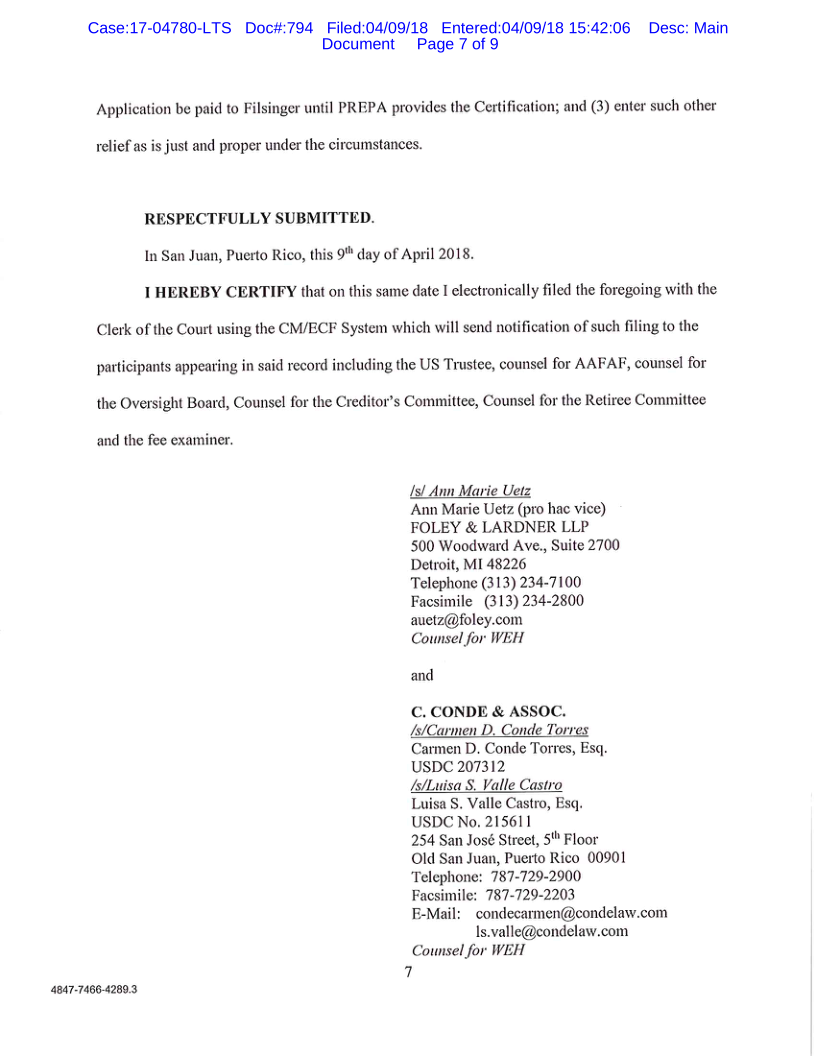 Case:17-04780-LTS Doc#:794 Filed:04/09/18 Entered:04/09/18 15:42:06 Desc: Main
Document Page 7 of 9
Application be paid to Filsinger until PREPA provides the Certification; and (3) enter such other
relief as is just and proper under the circumstances.
RESPECTFULLY SUBMITTED.
In San Juan, Puerto Rico, this 9th day of April 2018.
I HEREBY CERTIFY that on this same date I electronically filed the foregoing with the
Clerk of the Court using the CM/ECF System which will send notification of such filing to the
participants appearing in said record including the US Trustee, counsel for AAFAF, counsel for
the Oversight Board, Counsel for the Creditor's Committee, Counsel for the Retiree Committee
and the fee examiner.
/s/ Ann Marie Uetz
Ann Marie Uetz (pro hac vice)
FOLEY & LARDNER LLP
500 Woodward Ave., Suite 2700
Detroit, MI 48226
Telephone (313) 234-7100
Facsimile (313) 234-2800
auetz@foley.com
Counsel for WEH
and
C. CONDE & ASSOC.
/s/Carmen D. Conde Torres
Carmen D. Conde Torres, Esq.
USDC 207312
/s/Luisa S. Valle Castro
Luisa S. Valle Castro, Esq.
USDC No. 215611
254 San José Street, 5th Floor
Old San Juan, Puerto Rico 00901
Telephone: 787-729-2900
Facsimile: 787-729-2203
E-Mail: condecarmen@condelaw.com
ls.valle@condelaw.com
Counsel for WEH
7
4847-7466-4289.3